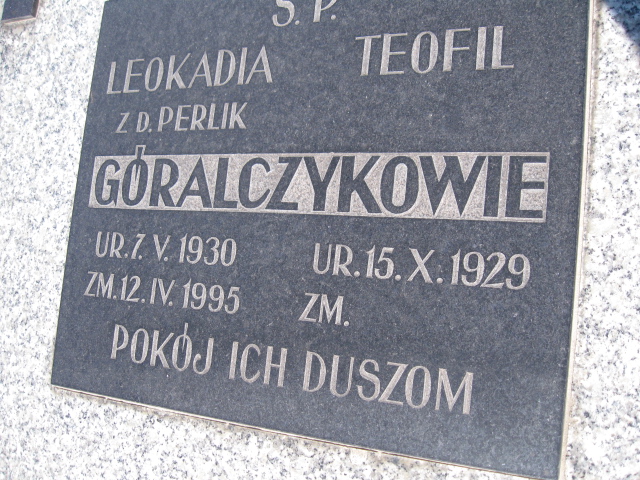 Ś. P.
LEOKADIA TEOFIL
Z D. PERLIK
GÓRALCZYKOWIE
UR. 7. V. 1930 UR. 15. X. 1929
ZM. 12. IV. 1995 ZM.
POKÓJ ICH DUSZOM